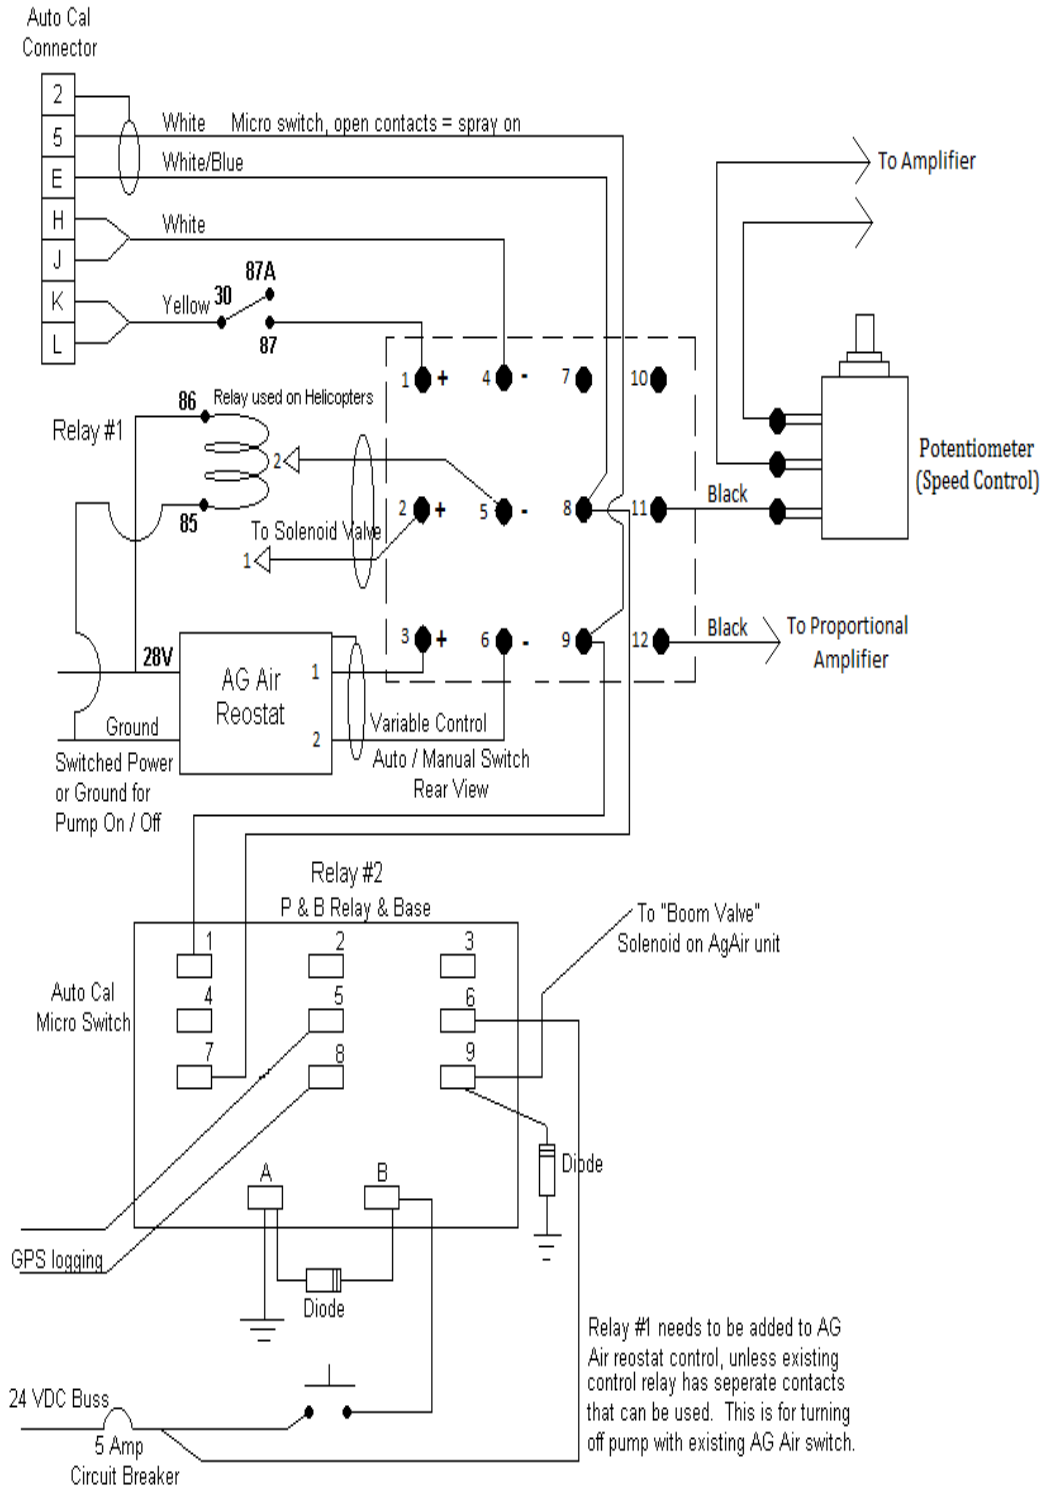 Auto Cal
Connector
2
5
E
H
J
K
L
White
Micro switch, open contacts = spray on
White/Blue
White
Yellow
30
87A
87
To Amplifier
1 +
4 -
7
10
86
Relay used on Helicopters
Relay #1
2
85
To Solenoid Valve
1
2 +
5 -
8
11
Black
Potentiometer
(Speed Control)
3 +
6 -
9
12
Black
To Proportional
Amplifier
28V
AG Air
Reostat
1
2
Ground
Switched Power
or Ground for
Pump On / Off
Variable Control
Auto / Manual Switch
Rear View
Relay #2
P & B Relay & Base
To "Boom Valve"
Solenoid on AgAir unit
Auto Cal
Micro Switch
1
2
3
4
5
6
7
8
9
A
B
Diode
GPS logging
Diode
24 VDC Buss
5 Amp
Circuit Breaker
Relay #1 needs to be added to AG
Air reostat control, unless existing
control relay has seperate contacts
that can be used. This is for turning
off pump with existing AG Air switch.